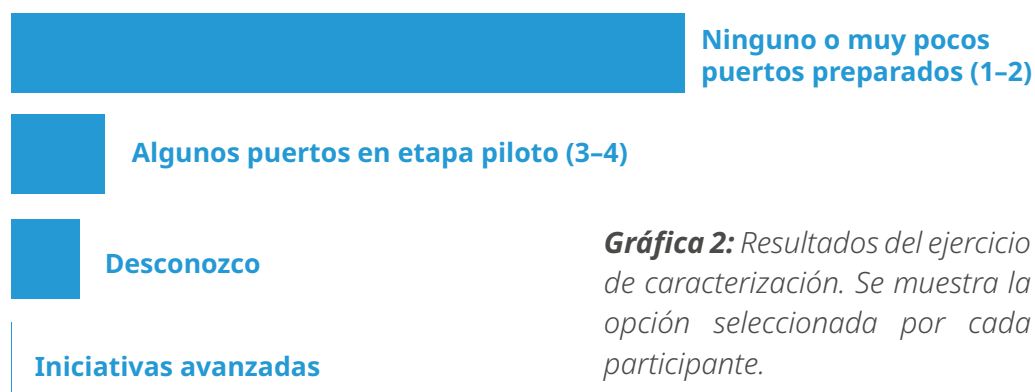 Ninguno o muy pocos
puertos preparados (1–2)
Algunos puertos en etapa piloto (3–4)
Desconozco
Iniciativas avanzadas
Gráfica 2: Resultados del ejercicio
de caracterización. Se muestra la
opción seleccionada por cada
participante.